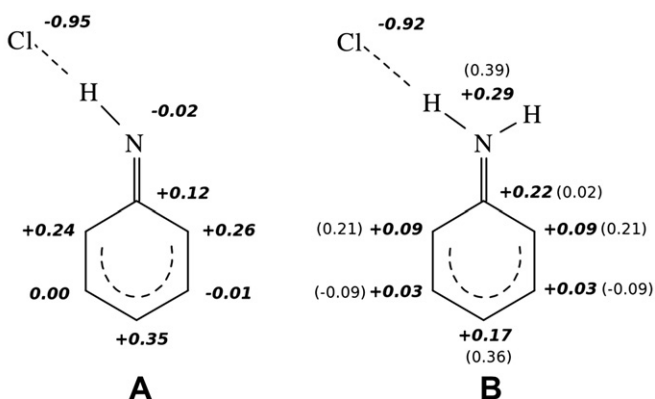 -0.95
Cl
H
-0.02
N
+0.12
+0.24 +0.26
0.00 -0.01
+0.35
A
-0.92
Cl
(0.39)
+0.29
H H
N
+0.22 (0.02)
(0.21) +0.09 +0.09 (0.21)
(-0.09) +0.03 +0.03 (-0.09)
+0.17
(0.36)
B